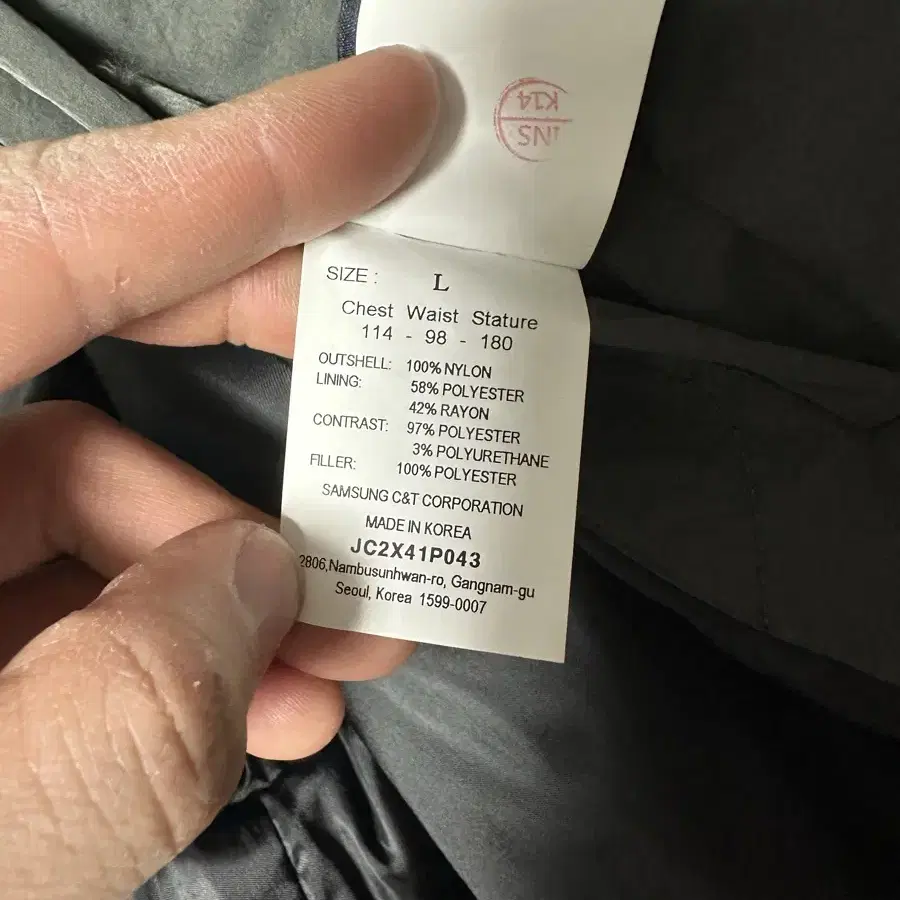 K14
INS
SIZE : L
Chest Waist Stature
114 - 98 - 180
OUTSHELL: 100% NYLON
LINING: 58% POLYESTER
42% RAYON
CONTRAST: 97% POLYESTER
3% POLYURETHANE
FILLER: 100% POLYESTER
SAMSUNG C&T CORPORATION
MADE IN KOREA
JC2X41P043
2806,Nambusunhwan-ro, Gangnam-gu
Seoul, Korea 1599-0007